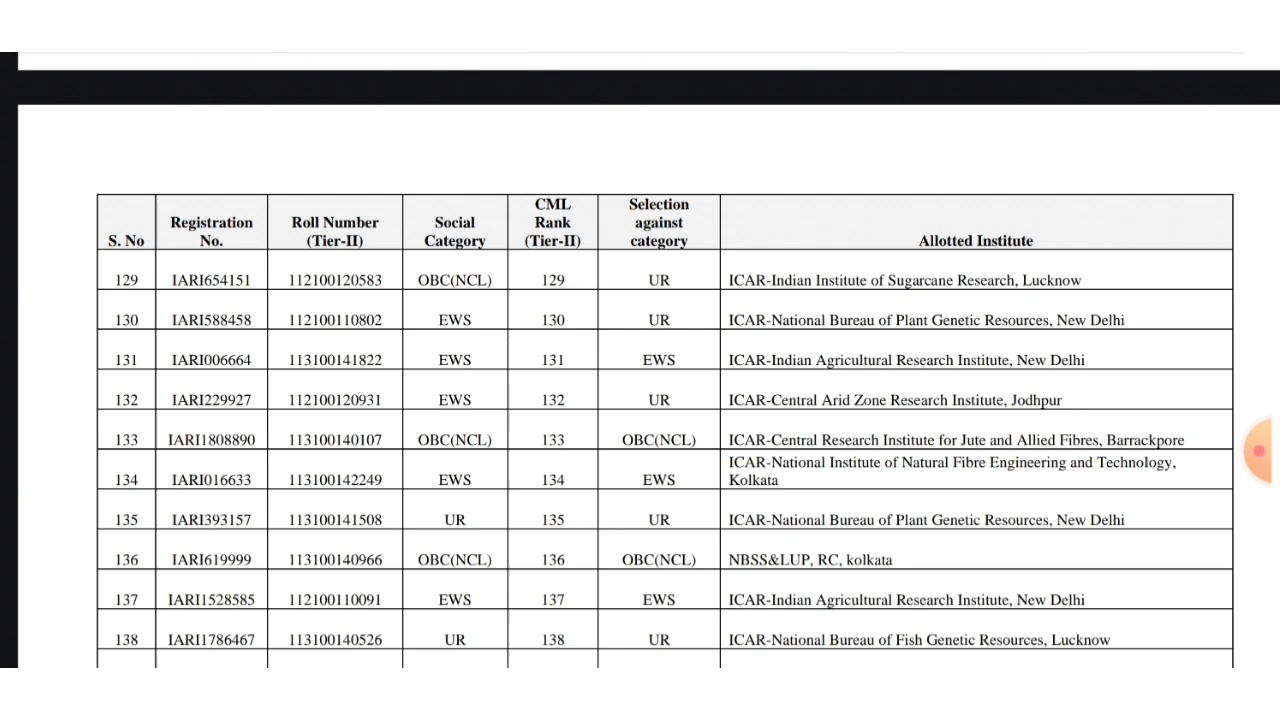 S. No Registration No. Roll Number (Tier-II) Social Category CML Rank (Tier-II) Selection against category Allotted Institute
129 IARI654151 112100120583 OBC(NCL) 129 UR ICAR-Indian Institute of Sugarcane Research, Lucknow
130 IARI588458 112100110802 EWS 130 UR ICAR-National Bureau of Plant Genetic Resources, New Delhi
131 IARI006664 113100141822 EWS 131 EWS ICAR-Indian Agricultural Research Institute, New Delhi
132 IARI229927 112100120931 EWS 132 UR ICAR-Central Arid Zone Research Institute, Jodhpur
133 IARI1808890 113100140107 OBC(NCL) 133 OBC(NCL) ICAR-Central Research Institute for Jute and Allied Fibres, Barrackpore
134 IARI016633 113100142249 EWS 134 EWS ICAR-National Institute of Natural Fibre Engineering and Technology, Kolkata
135 IARI393157 113100141508 UR 135 UR ICAR-National Bureau of Plant Genetic Resources, New Delhi
136 IARI619999 113100140966 OBC(NCL) 136 OBC(NCL) NBSS&LUP, RC, kolkata
137 IARI1528585 112100110091 EWS 137 EWS ICAR-Indian Agricultural Research Institute, New Delhi
138 IARI1786467 113100140526 UR 138 UR ICAR-National Bureau of Fish Genetic Resources, Lucknow